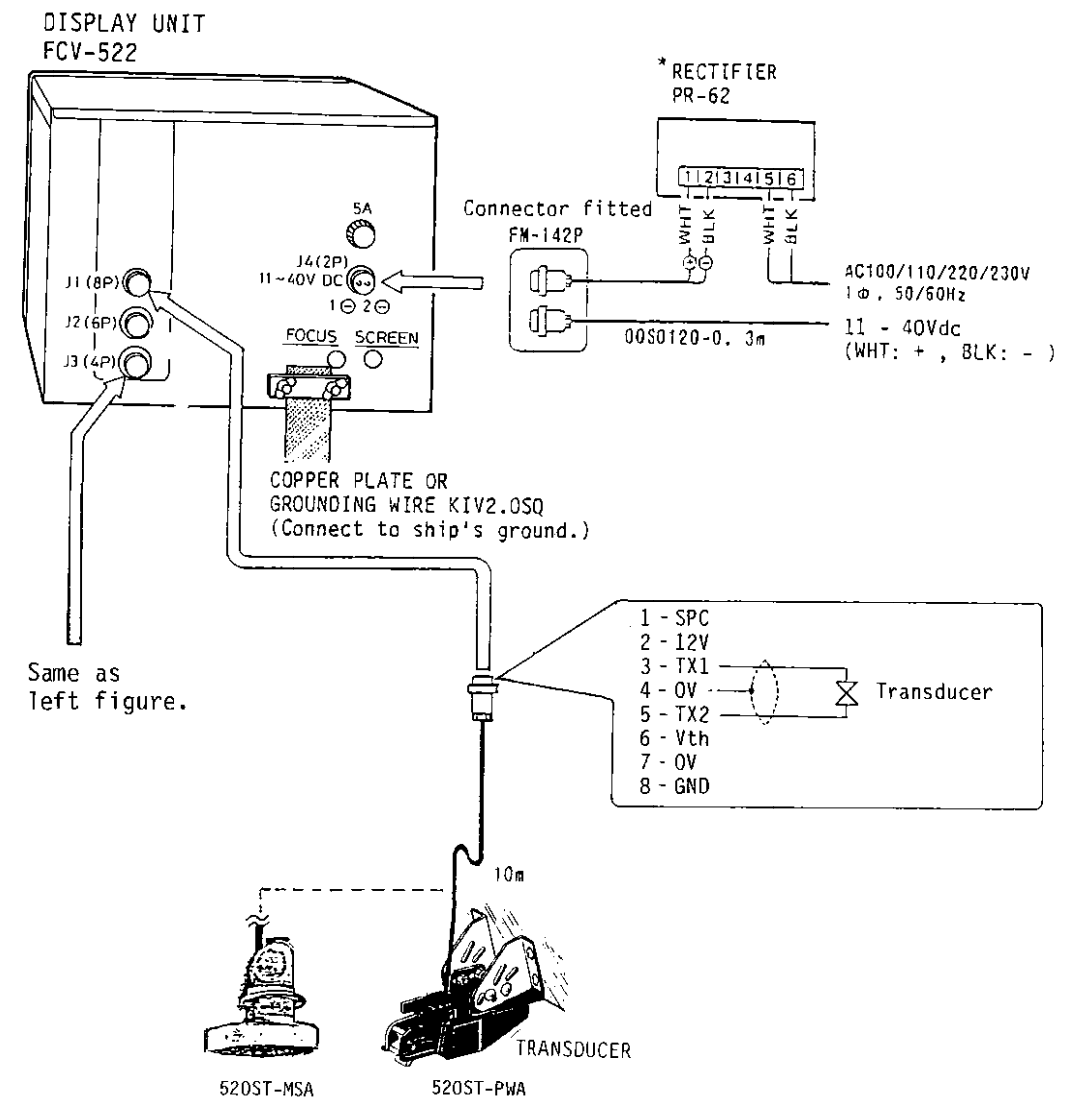 DISPLAY UNIT
FCV-522
* RECTIFIER
PR-62
1 2 3 4 5 6
WHT
BLK
WHT
BLK
⊕
⊖
Connector fitted
FM-142P
5A
J4(2P)
11~40V DC
1⊖ 2⊖
FOCUS SCREEN
J1(8P)
J2(6P)
J3(4P)
AC100/110/220/230V
1Φ, 50/60Hz
00S0120-0. 3m
11 - 40Vdc
(WHT: + , BLK: - )
COPPER PLATE OR
GROUNDING WIRE KIV2.0SQ
(Connect to ship's ground.)
Same as
left figure.
1 - SPC
2 - 12V
3 - TX1
4 - 0V
5 - TX2
6 - Vth
7 - 0V
8 - GND
Transducer
10m
TRANSDUCER
520ST-MSA
520ST-PWA